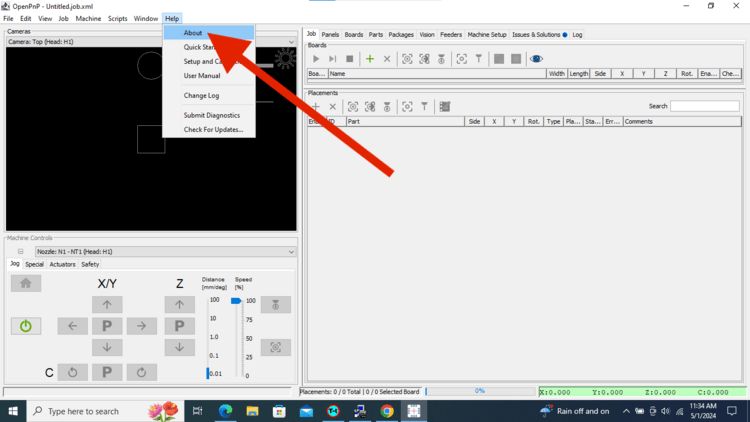 OpenPnP - Untitled.job.xml
File Edit View Job Machine Scripts Window Help
Cameras
Camera: Top (Head: H1)
About
Quick Start
Setup and
User Manual
Change Log
Submit Diagnostics
Check For Updates...
Machine Controls
Nozzle: N1 - NT1 (Head: H1)
Jog Special Actuators Safety
X/Y Z
Distance [mm/deg]
Speed [%]
100
10
1.0
0.1
0.01
100
75
50
25
0
P P
C P
Job Panels Boards Parts Packages Vision Feeders Machine Setup Issues & Solutions Log
Boards
Boa... Name Width Length Side X Y Z Rot. Ena... Che...
Placements
Search
ID Part Side X Y Rot. Type Pla... Sta... Err... Comments
Placements: 0 / 0 Total | 0 / 0 Selected Board 0% X:0.000 Y:0.000 Z:0.000 C:0.000
Type here to search
Rain off and on
11:34 AM
5/1/2024